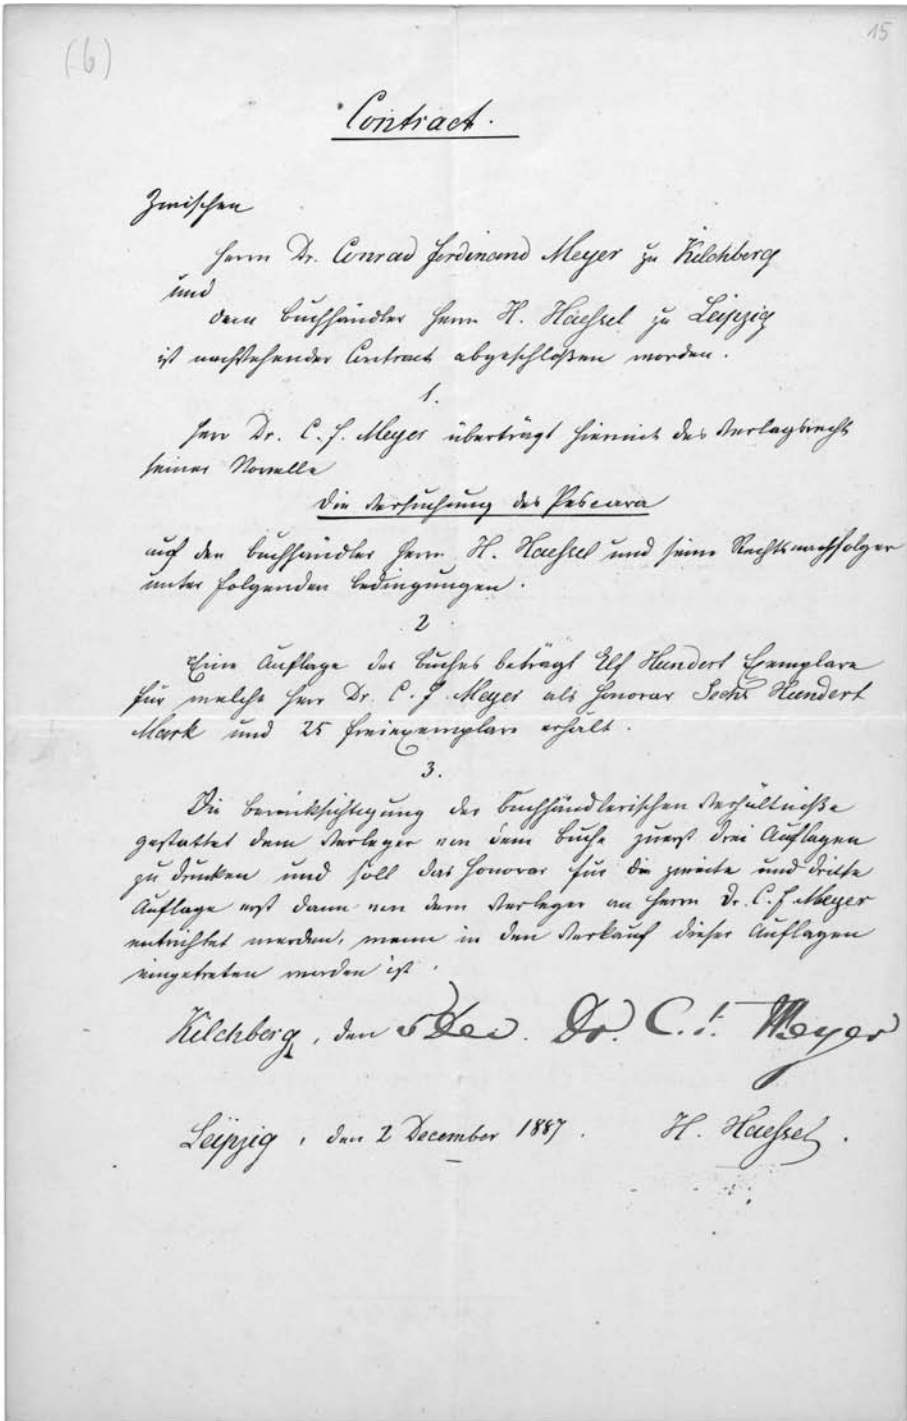 (6)
15
Contract.
Zwischen
Herrn Dr. Conrad Ferdinand Meyer zu Kilchberg
und
dem Buchhändler Herrn H. Haessel zu Leipzig
ist nachstehender Contract abgeschloßen worden.
1.
Herr Dr. C. F. Meyer überträgt hiermit das Verlagsrecht
seiner Novelle
Die Versuchung des Pescara
auf den Buchhändler Herrn H. Haessel und seine Rechtsnachfolger
unter folgenden Bedingungen.
2
Eine Auflage des Buches beträgt Elf Hundert Exemplare
für welche Herr Dr. C. F. Meyer als Honorar Sechs Hundert
Mark und 25 Freiexemplare erhält.
3.
Die Berücksichtigung der buchhändlerischen Verhältniße
gestattet dem Verleger von dem Buche zuerst drei Auflagen
zu drucken und soll das Honorar für die zweite und dritte
Auflage erst dann von dem Verleger an Herrn Dr. C. F. Meyer
entrichtet werden, wenn in den Verkauf dieser Auflagen
eingetreten worden ist.
Kilchberg, den 5 Dec. Dr. C. F. Meyer
Leipzig, den 2 December 1887. H. Haessel.